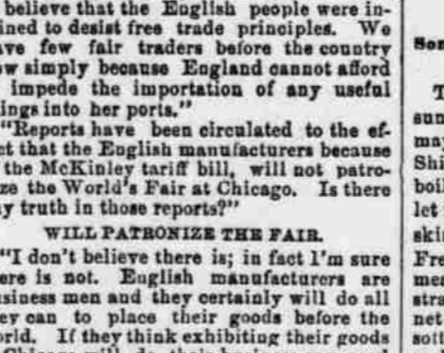 believe that the English people were in-
ined to desist free trade principles. We
ave few fair traders before the country
ow simply because England cannot afford
impede the importation of any useful
ings into her ports."
"Reports have been circulated to the ef-
ct that the English manufacturers because
the McKinley tariff bill, will not patro-
ze the World's Fair at Chicago. Is there
y truth in those reports?"
WILL PATRONIZE THE FAIR.
"I don't believe there is; in fact I'm sure
ere is not. English manufacturers are
usiness men and they certainly will do all
ey can to place their goods before the
orld. If they think exhibiting their goods
Som
T
sun
may
Shi
boil
let
skin
Fre
mea
stra
net